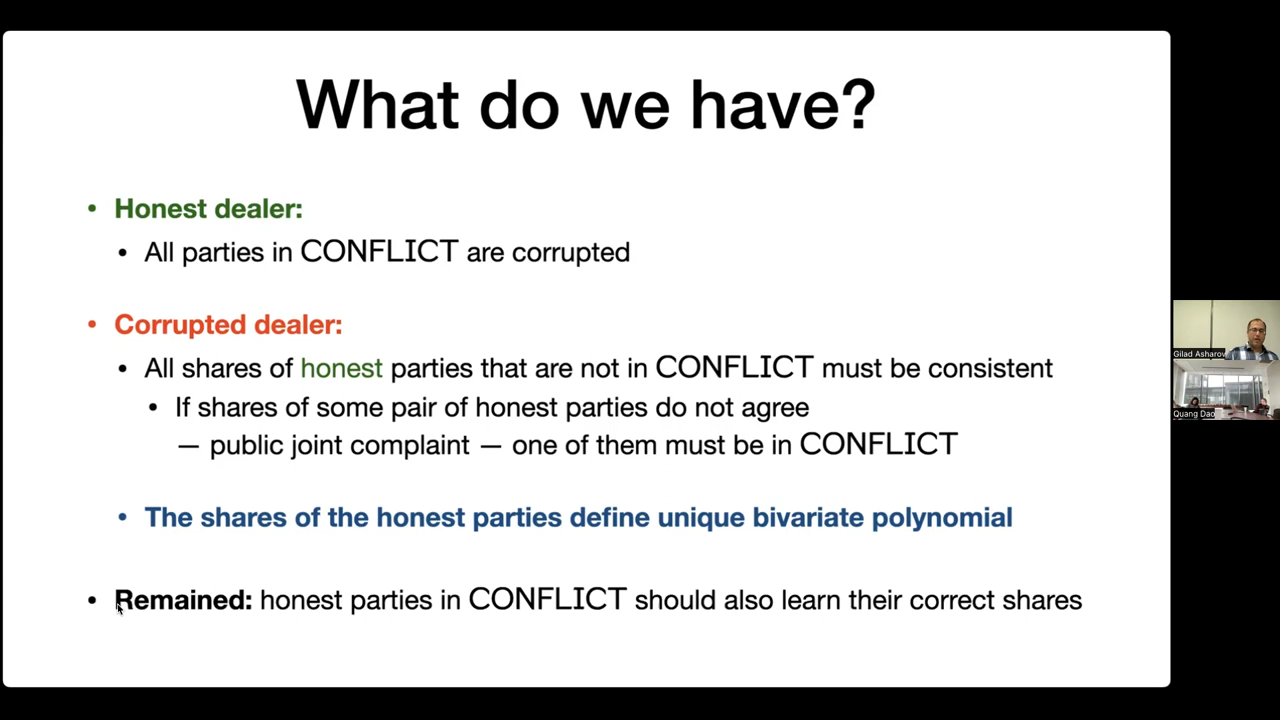 What do we have?
• Honest dealer:
• All parties in CONFLICT are corrupted
• Corrupted dealer:
• All shares of honest parties that are not in CONFLICT must be consistent
• If shares of some pair of honest parties do not agree
— public joint complaint — one of them must be in CONFLICT
• The shares of the honest parties define unique bivariate polynomial
• Remained: honest parties in CONFLICT should also learn their correct shares
Gilad Asharov
Quang Dao